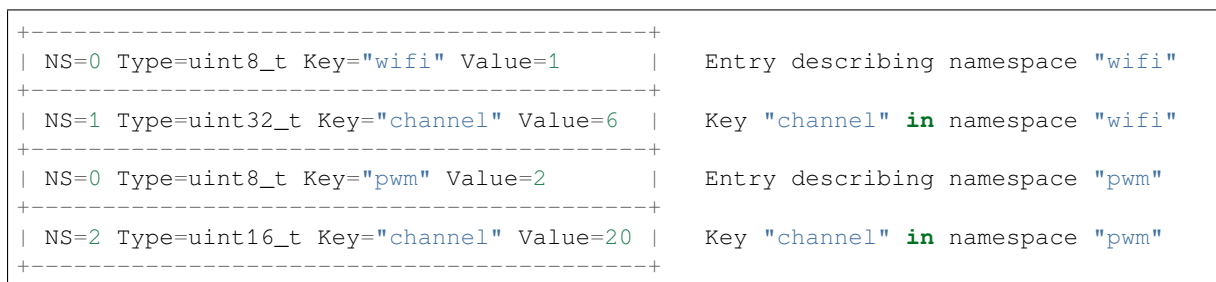 +-------------------------------------------+
| NS=0 Type=uint8_t Key="wifi" Value=1      |   Entry describing namespace "wifi"
+-------------------------------------------+
| NS=1 Type=uint32_t Key="channel" Value=6  |   Key "channel" in namespace "wifi"
+-------------------------------------------+
| NS=0 Type=uint8_t Key="pwm" Value=2       |   Entry describing namespace "pwm"
+-------------------------------------------+
| NS=2 Type=uint16_t Key="channel" Value=20 |   Key "channel" in namespace "pwm"
+-------------------------------------------+